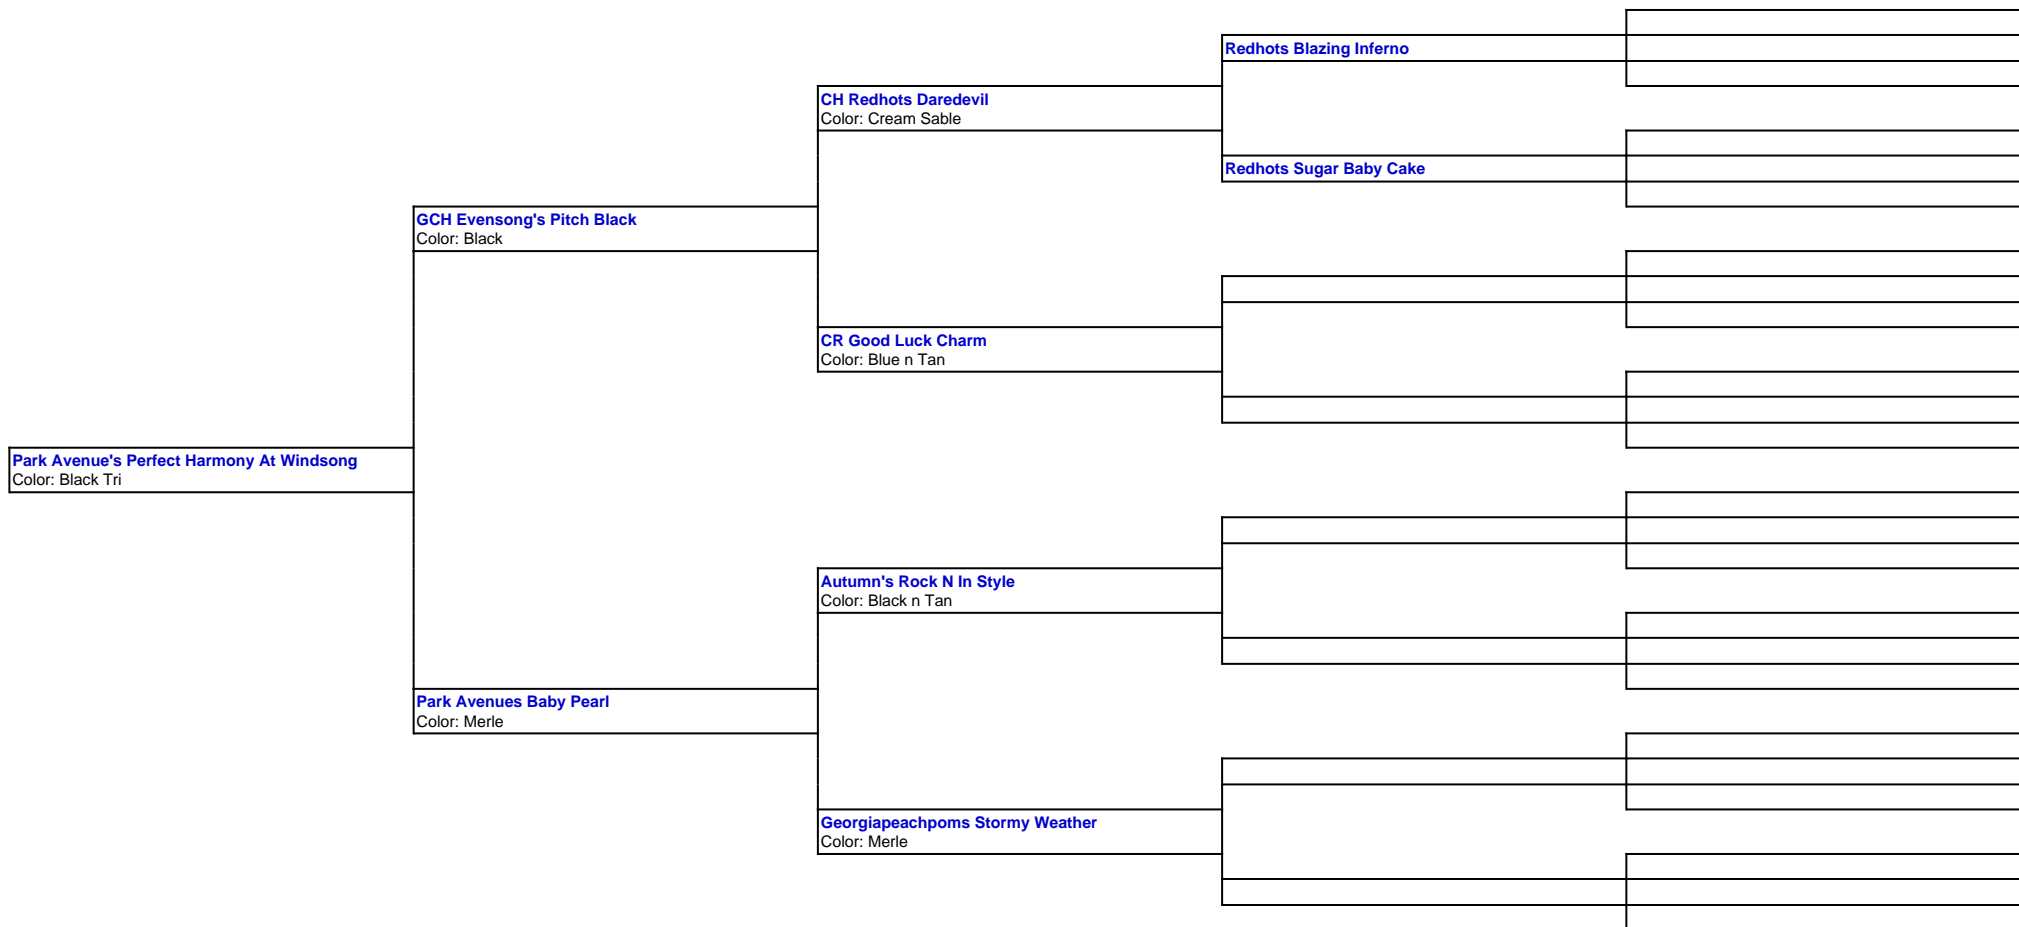 Redhots Blazing Inferno
CH Redhots Daredevil
Color: Cream Sable
Redhots Sugar Baby Cake
GCH Evensong's Pitch Black
Color: Black
CR Good Luck Charm
Color: Blue n Tan
Park Avenue's Perfect Harmony At Windsong
Color: Black Tri
Autumn's Rock N In Style
Color: Black n Tan
Park Avenues Baby Pearl
Color: Merle
Georgiapeachpoms Stormy Weather
Color: Merle